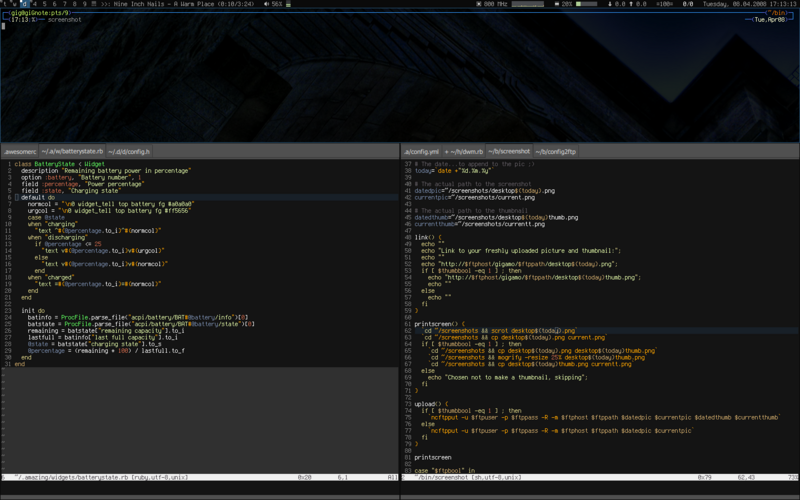 1 w d 4 5 6 7 8 9 >>: Nine Inch Nails - A Warm Place (0:10/3:24) 56% 800 MHz 20% 0.0 0.0 =100= 0/0 Tuesday, 08.04.2008 17:13:13
(gig@gi&note:pts/9) (~/bin)
(17:13:%)— screenshot (Tue,Apr08)
.awesomerc ~/.a/w/batterystate.rb ~/.d/d/config.h
1 class BatteryState < Widget
2 description "Remaining battery power in percentage"
3 option :battery, "Battery number", 1
4 field :percentage, "Power percentage"
5 field :state, "Charging state"
6 default do
7 normcol = "\n0 widget_tell top battery fg #a0a0a0"
8 urgcol = "\n0 widget_tell top battery fg #ff5656"
9 case @state
10 when "charging"
11 "text ^#{@percentage.to_i}^#{normcol}"
12 when "discharging"
13 if @percentage <= 25
14 "text v#{@percentage.to_i}v#{urgcol}"
15 else
16 "text v#{@percentage.to_i}v#{normcol}"
17 end
18 when "charged"
19 "text =#{@percentage.to_i}=#{normcol}"
20 end
21 end
22
23 init do
24 batinfo = ProcFile.parse_file("acpi/battery/BAT#@battery/info")[0]
25 batstate = ProcFile.parse_file("acpi/battery/BAT#@battery/state")[0]
26 remaining = batstate["remaining capacity"].to_i
27 lastfull = batinfo["last full capacity"].to_i
28 @state = batstate["charging state"].to_s
29 @percentage = (remaining * 100) / lastfull.to_f
30 end
31 end
~/.amazing/widgets/batterystate.rb [ruby,utf-8,unix] 0x20 6,1 All
.a/config.yml + ~/h/dwm.rb ~/b/screenshot ~/b/config2ftp
37 # The date...to append to the pic ;)
38 today=`date +"%d.%m.%y"`
39
40 # The actual path to the screenshot
41 datedpic=~/screenshots/desktop$(today).png
42 currentpic=~/screenshots/current.png
43
44 # The actual path to the thumbnail
45 datedthumb=~/screenshots/desktop$(today)thumb.png
46 currentthumb=~/screenshots/currentt.png
47
48 link() {
49 echo ""
50 echo "Link to your freshly uploaded picture and thumbnail:";
51 echo ""
52 echo "http://$ftphost/gigamo/$ftppath/desktop$(today).png";
53 if [ $thumbbool -eq 1 ] ; then
54 echo "http://$ftphost/gigamo/$ftppath/desktop$(today)thumb.png";
55 echo ""
56 else
57 echo ""
58 fi
59 }
60
61 printscreen() {
62 `cd ~/screenshots && scrot desktop$(today).png`
63 `cd ~/screenshots && cp desktop$(today).png current.png`
64 if [ $thumbbool -eq 1 ] ; then
65 `cd ~/screenshots && cp desktop$(today).png desktop$(today)thumb.png`
66 `cd ~/screenshots && mogrify -resize 25% desktop$(today)thumb.png`
67 `cd ~/screenshots && cp desktop$(today)thumb.png currentt.png`
68 else
69 echo "Chosen not to make a thumbnail, skipping";
70 fi
71 }
72
73 upload() {
74 if [ $thumbbool -eq 1 ] ; then
75 `ncftpput -u $ftpuser -p $ftppass -R -m $ftphost $ftppath $datedpic $currentpic $datedthumb $currentthumb`
76 else
77 `ncftpput -u $ftpuser -p $ftppass -R -m $ftphost $ftppath $datedpic $currentpic`
78 fi
79 }
80
81 printscreen
82
83 case "$ftpbool" in
~/bin/screenshot [sh,utf-8,unix] 0x79 62,43 73%